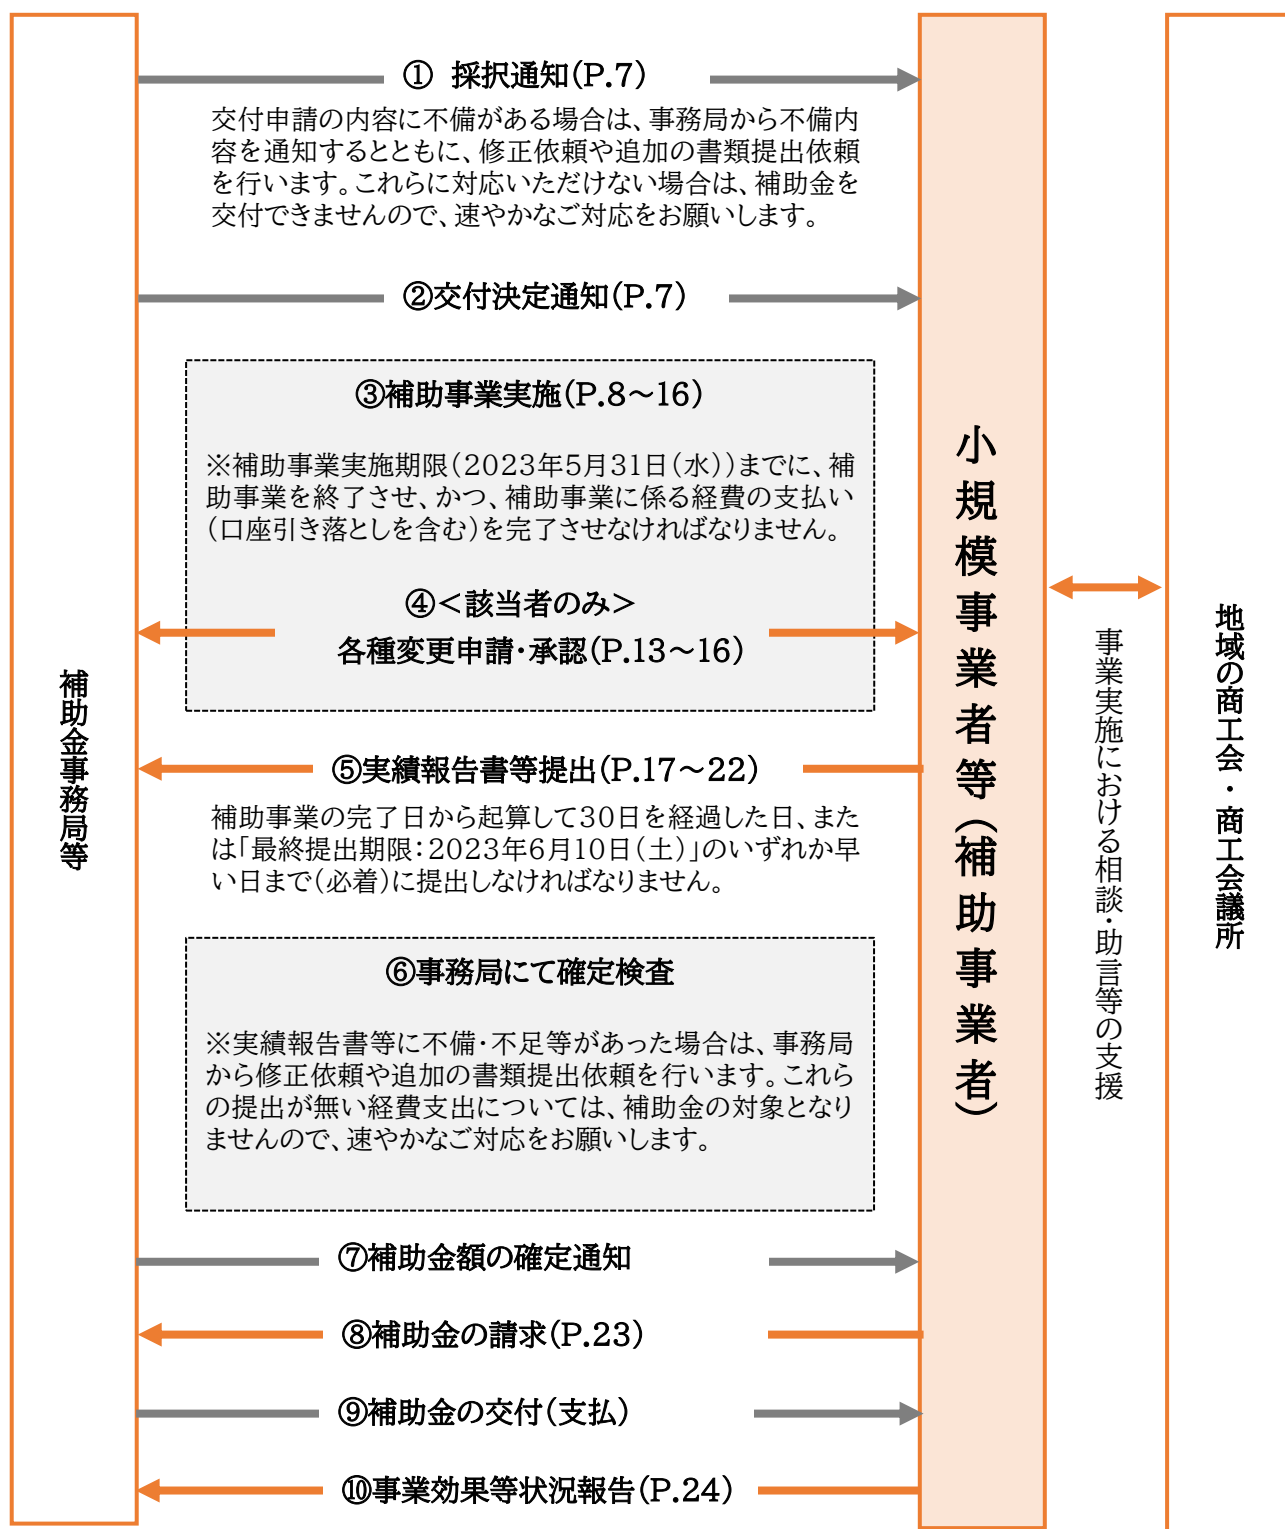 ① 採択通知(P.7)
交付申請の内容に不備がある場合は、事務局から不備内
容を通知するとともに、修正依頼や追加の書類提出依頼
を行います。これらに対応いただけない場合は、補助金を
交付できませんので、速やかなご対応をお願いします。
②交付決定通知(P.7)
③補助事業実施(P.8～16)
※補助事業実施期限(2023年5月31日(水))までに、補
助事業を終了させ、かつ、補助事業に係る経費の支払い
(口座引き落としを含む)を完了させなければなりません。
④<該当者のみ>
各種変更申請・承認(P.13～16)
⑤実績報告書等提出(P.17～22)
補助事業の完了日から起算して30日を経過した日、また
は「最終提出期限:2023年6月10日(土)」のいずれか早
い日まで(必着)に提出しなければなりません。
⑥事務局にて確定検査
※実績報告書等に不備・不足等があった場合は、事務局
から修正依頼や追加の書類提出依頼を行います。これら
の提出が無い経費支出については、補助金の対象となり
ませんので、速やかなご対応をお願いします。
⑦補助金額の確定通知
⑧補助金の請求(P.23)
⑨補助金の交付(支払)
⑩事業効果等状況報告(P.24)
補助金事務局等
小規模事業者等(補助事業者)
事業実施における相談・助言等の支援
地域の商工会・商工会議所